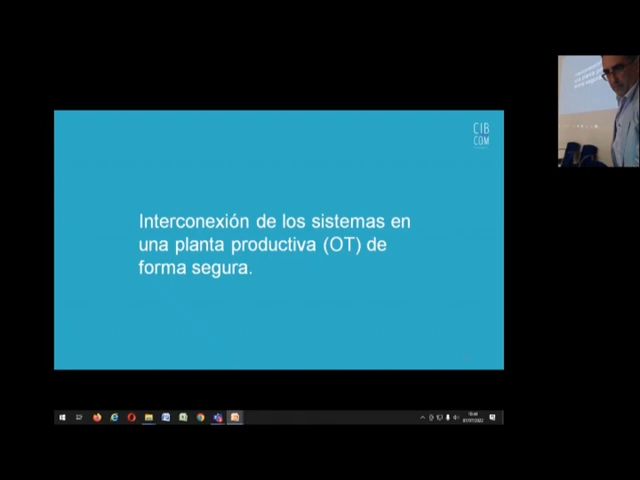 CIB
COM
Interconexión de los sistemas en
una planta productiva (OT) de
forma segura.